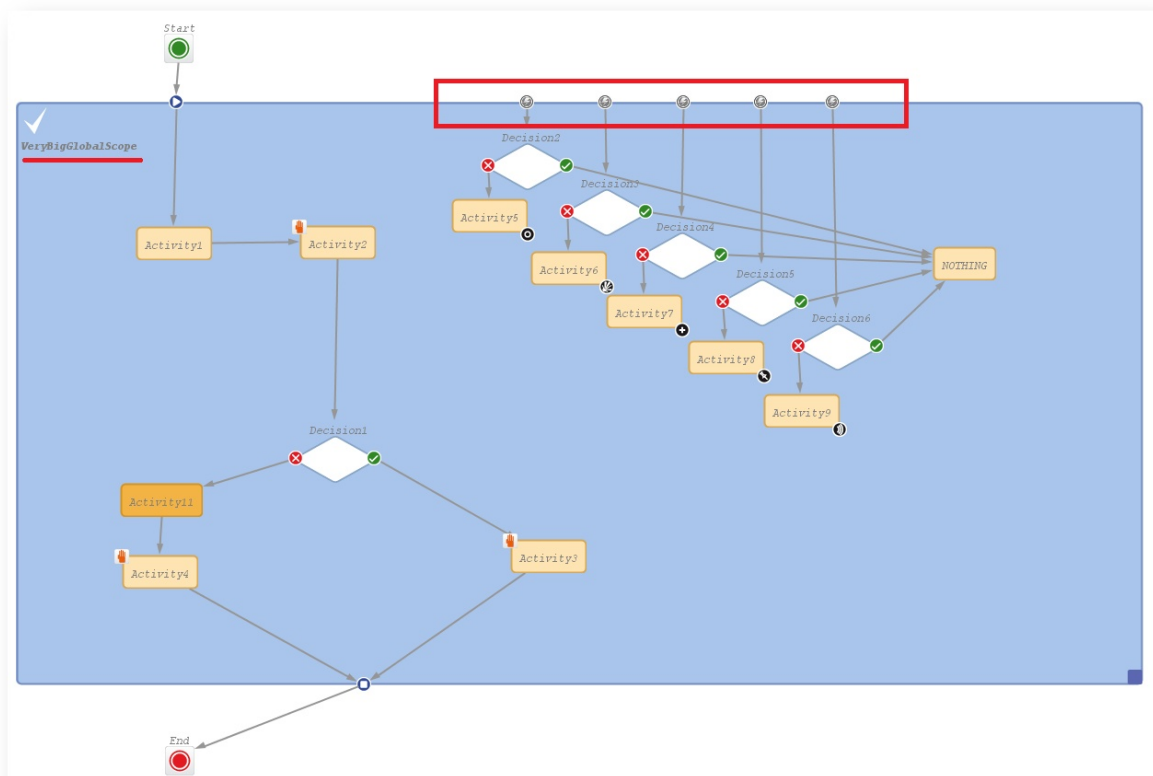 Start
VeryBigGlobalScope
Decision2
Decision3
Activity5
Decision4
Activity1
Activity2
Activity6
NOTHING
Decision5
Activity7
Decision6
Activity8
Activity9
Decision1
Activity11
Activity3
Activity4
End